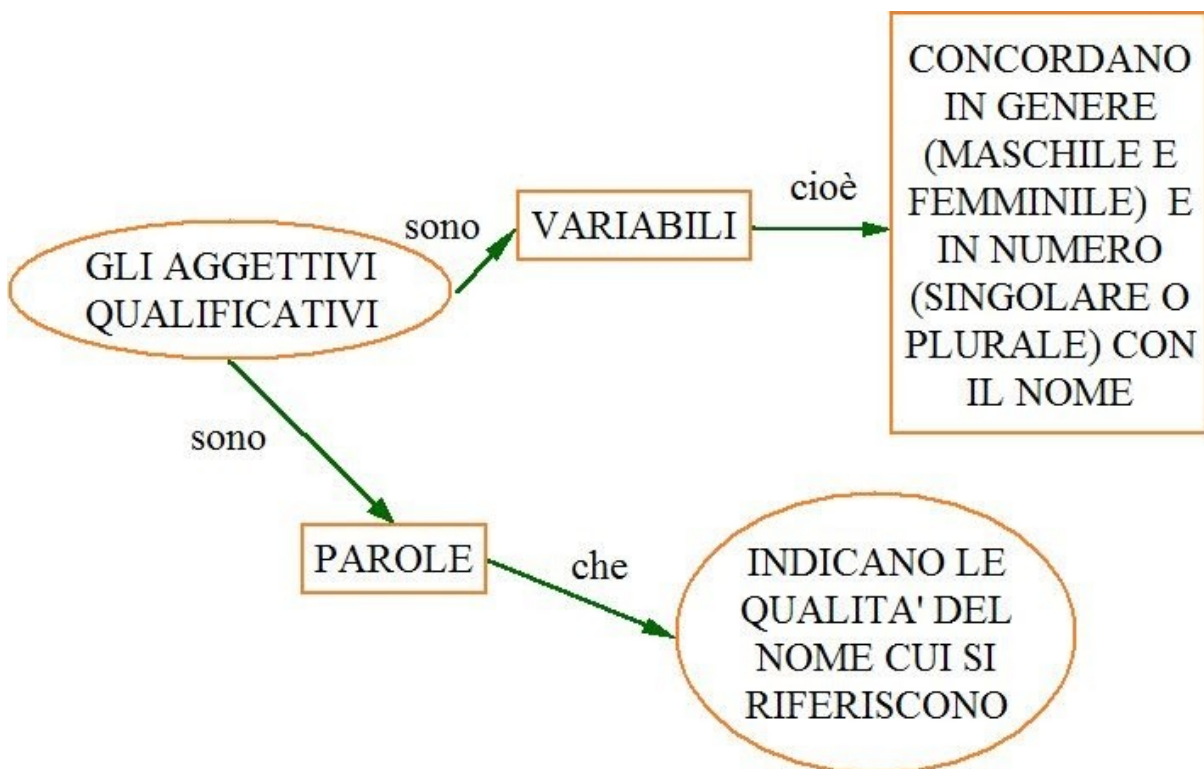 GLI AGGETTIVI
QUALIFICATIVI
sono
VARIABILI
cioè
CONCORDANO
IN GENERE
(MASCHILE E
FEMMINILE) E
IN NUMERO
(SINGOLARE O
PLURALE) CON
IL NOME
sono
PAROLE
che
INDICANO LE
QUALITA' DEL
NOME CUI SI
RIFERISCONO